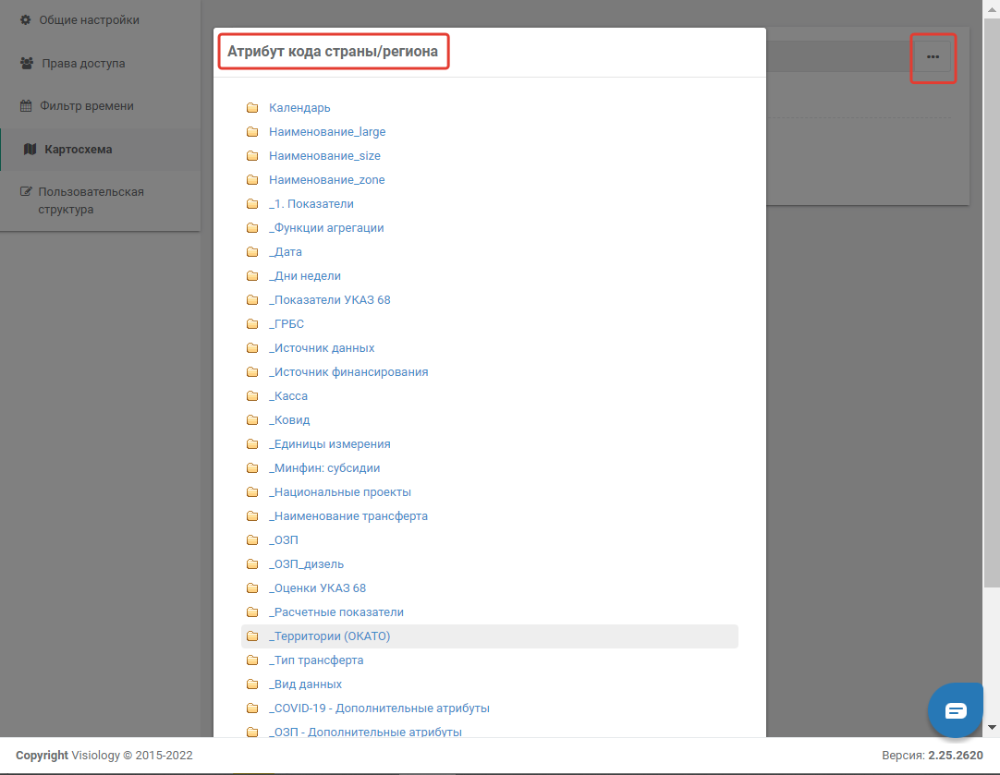 Общие настройки
Права доступа
Фильтр времени
Картосхема
Пользовательская
структура
Атрибут кода страны/региона
Календарь
Наименование_large
Наименование_size
Наименование_zone
_1. Показатели
_Функции агрегации
_Дата
_Дни недели
_Показатели УКАЗ 68
_ГРБС
_Источник данных
_Источник финансирования
_Касса
_Ковид
_Единицы измерения
_Минфин: субсидии
_Национальные проекты
_Наименование трансферта
_ОЗП
_ОЗП_дизель
_Оценки УКАЗ 68
_Расчетные показатели
_Территории (ОКАТО)
_Тип трансферта
_Вид данных
_COVID-19 - Дополнительные атрибуты
_ОЗП - Дополнительные атрибуты
Copyright Visiology © 2015-2022
Версия: 2.25.2620